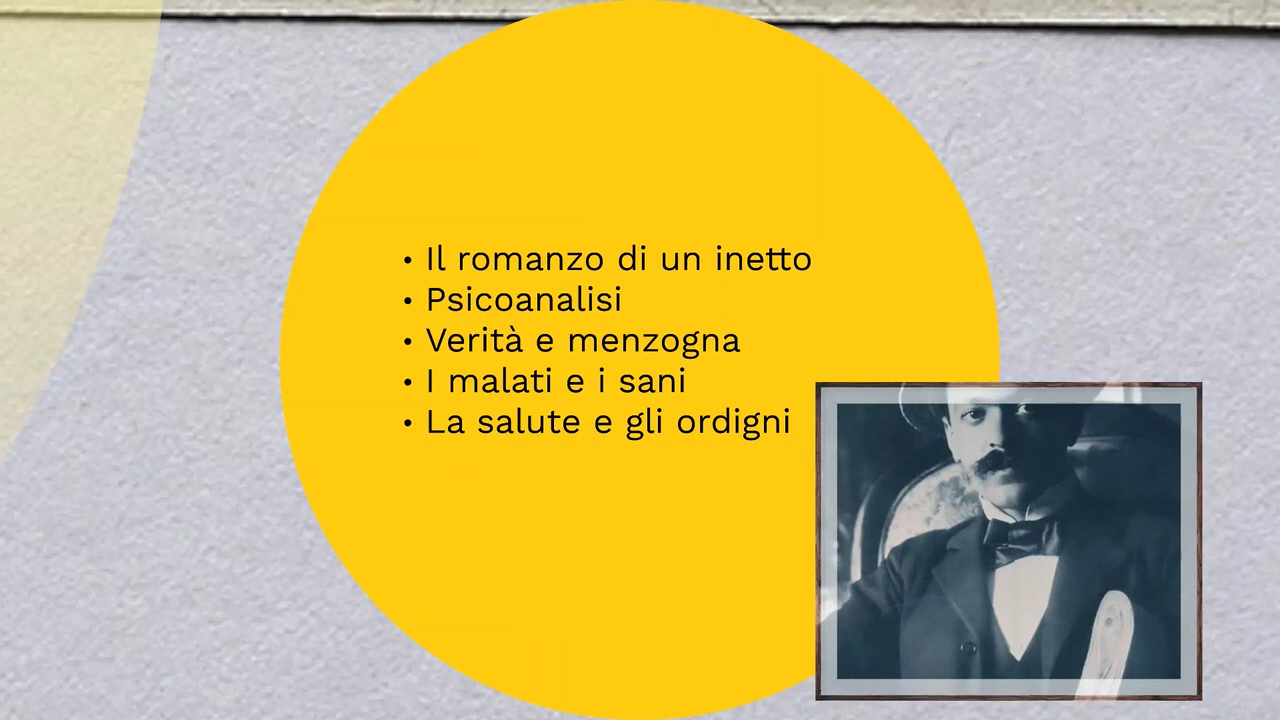 • Il romanzo di un inetto
• Psicoanalisi
• Verità e menzogna
• I malati e i sani
• La salute e gli ordigni